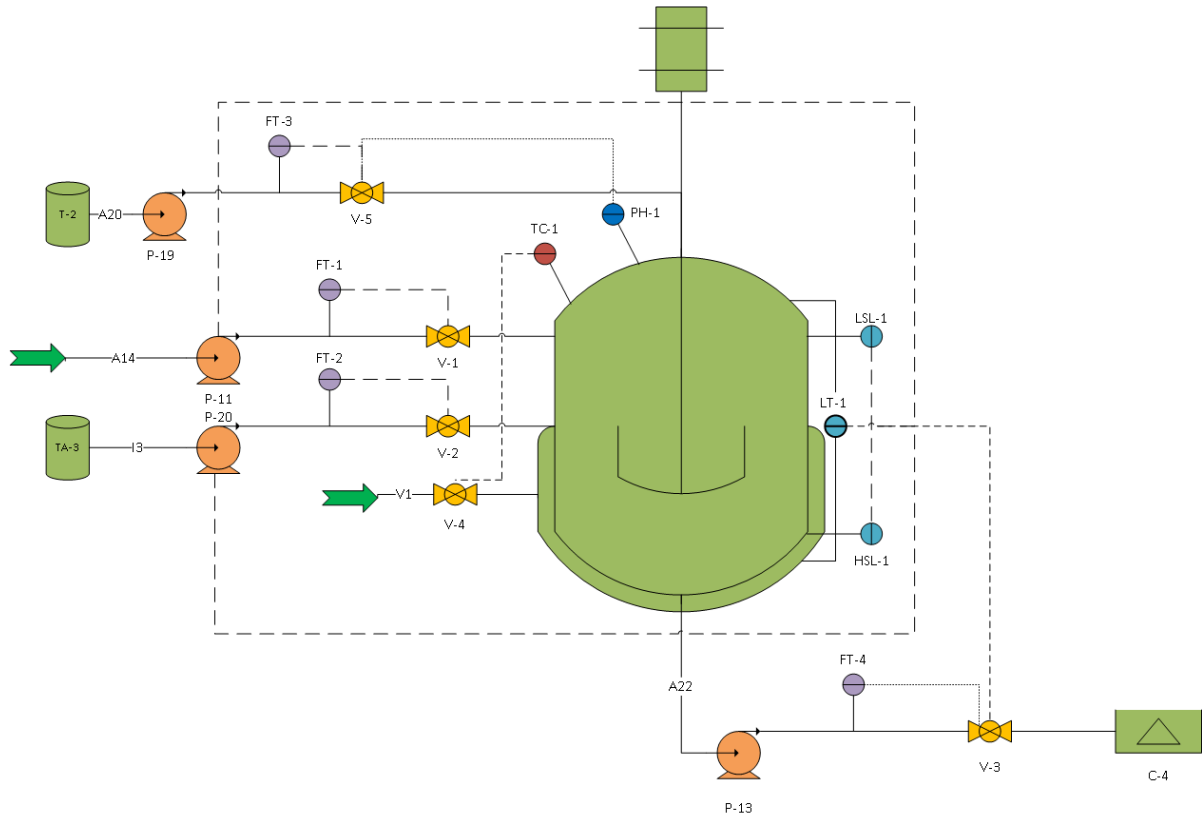 FT-3
T-2
A20
V-5
PH-1
P-19
TC-1
FT-1
LSL-1
A14
V-1
FT-2
P-11
LT-1
P-20
TA-3
I3
V-2
V1
V-4
HSL-1
FT-4
A22
V-3
C-4
P-13